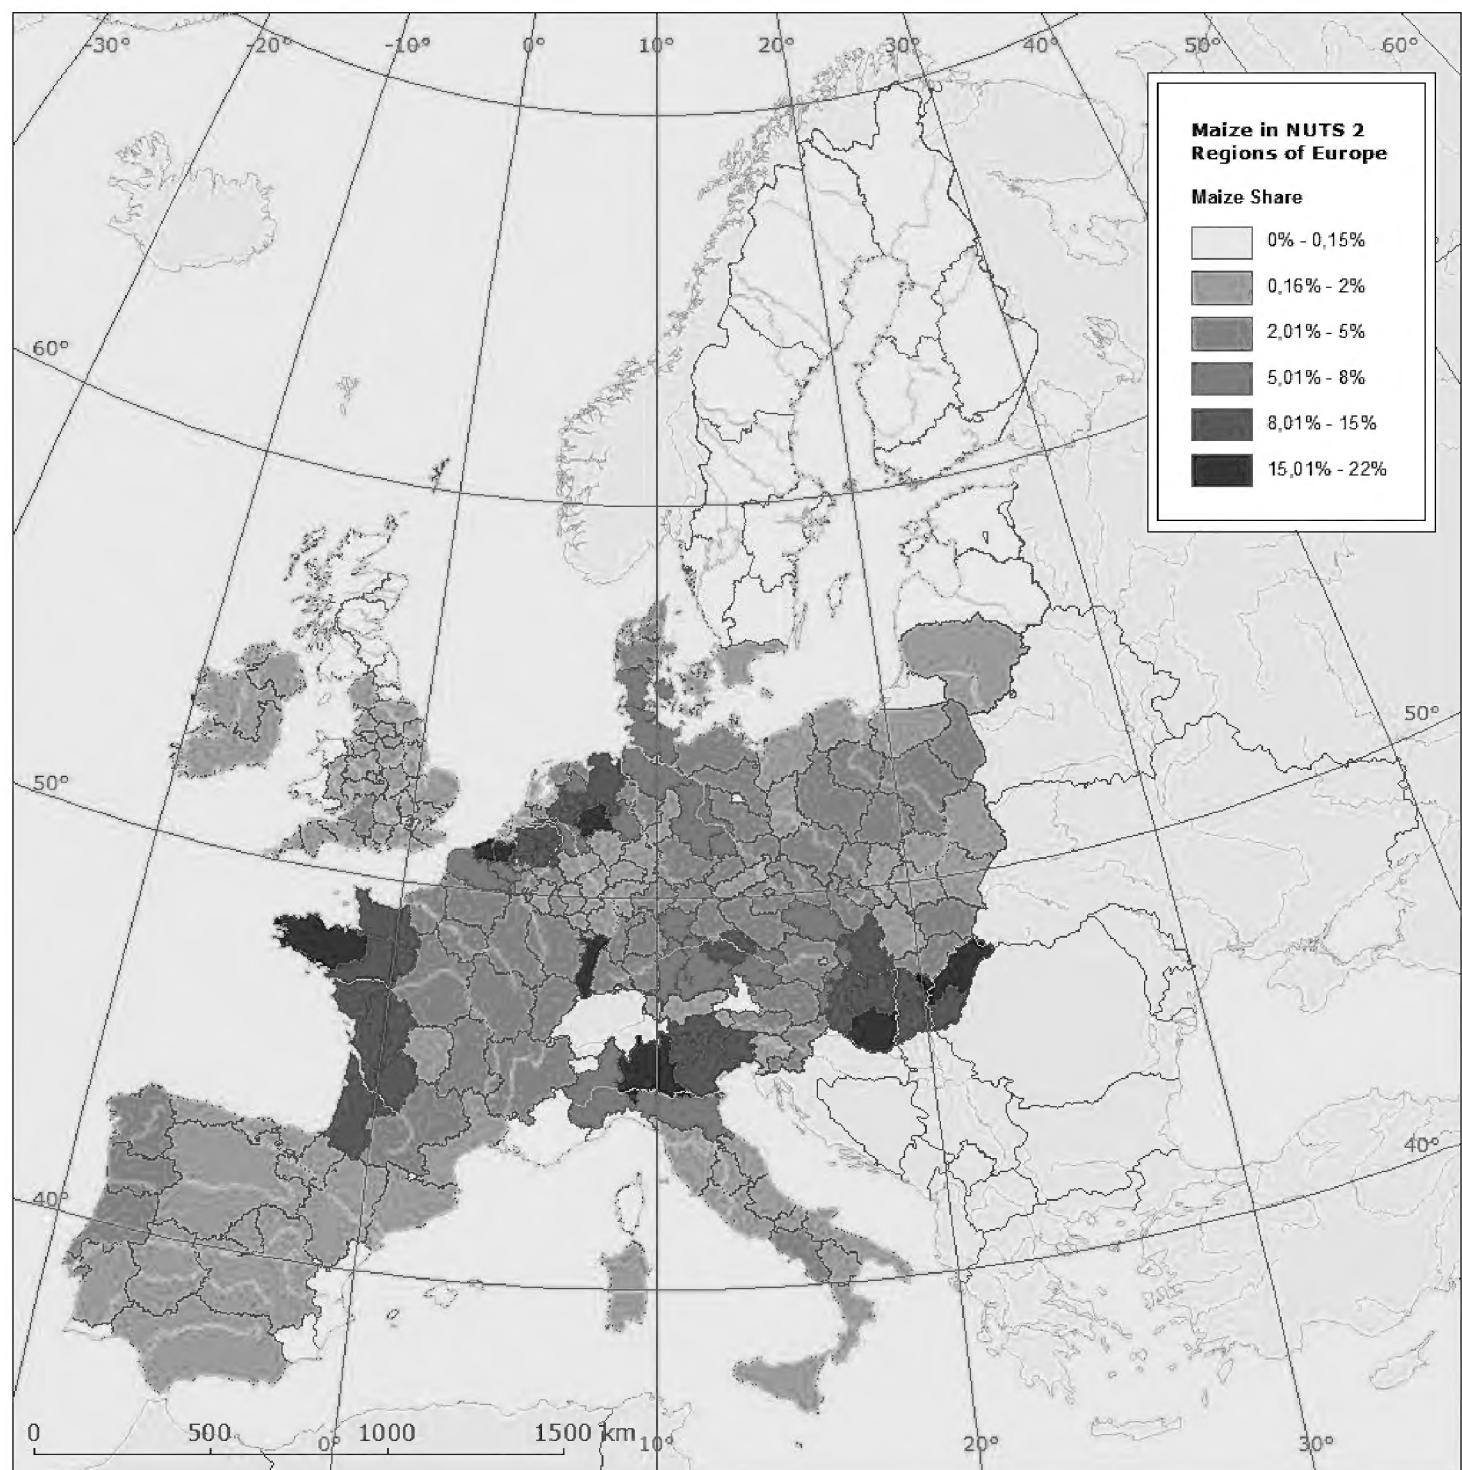 -30° -20° -10° 0° 10° 20° 30° 40° 50° 60°
Maize in NUTS 2
Regions of Europe
Maize Share
0% - 0,15%
0,16% - 2%
2,01% - 5%
5,01% - 8%
8,01% - 15%
15,01% - 22%
60°
50°
50°
40°
40°
0 500 1000 1500 km
0° 10° 20° 30°